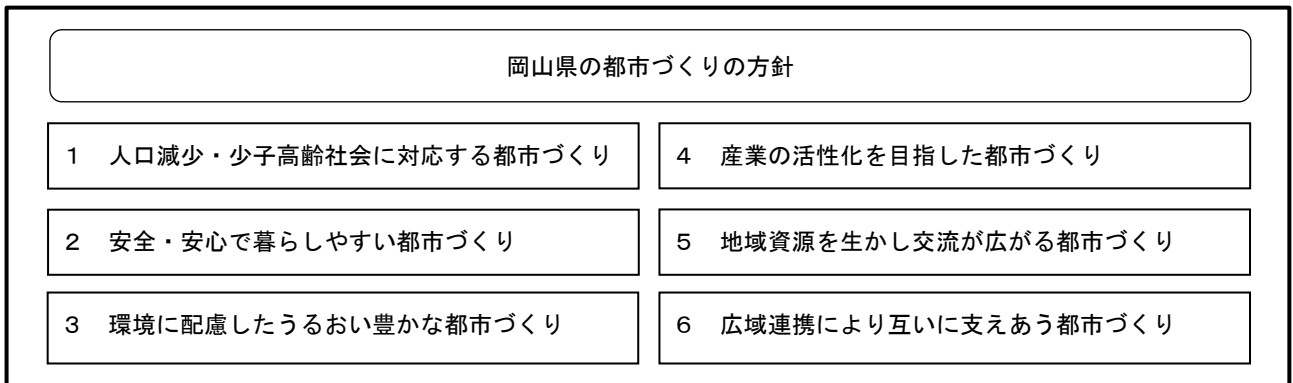 岡山県の都市づくりの方針
1 人口減少・少子高齢社会に対応する都市づくり
2 安全・安心で暮らしやすい都市づくり
3 環境に配慮したうるおい豊かな都市づくり
4 産業の活性化を目指した都市づくり
5 地域資源を生かし交流が広がる都市づくり
6 広域連携により互いに支えあう都市づくり